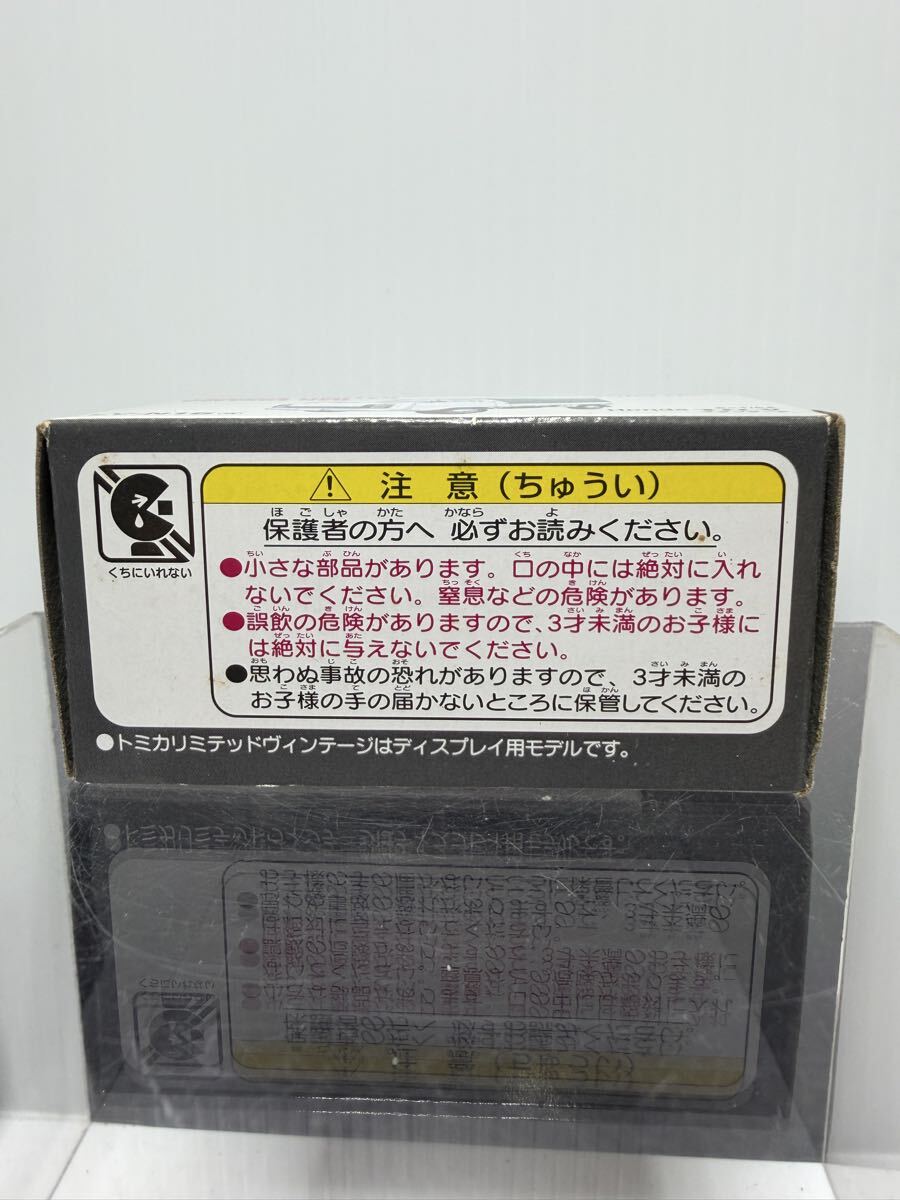 くちにいれない
注意(ちゅうい)
保護者の方へ 必ずお読みください。
●小さな部品があります。口の中には絶対に入れ
ないでください。窒息などの危険があります。
●誤飲の危険がありますので、3才未満のお子様に
は絶対に与えないでください。
●思わぬ事故の恐れがありますので、3才未満の
お子様の手の届かないところに保管してください。
●トミカリミテッドヴィンテージはディスプレイ用モデルです。